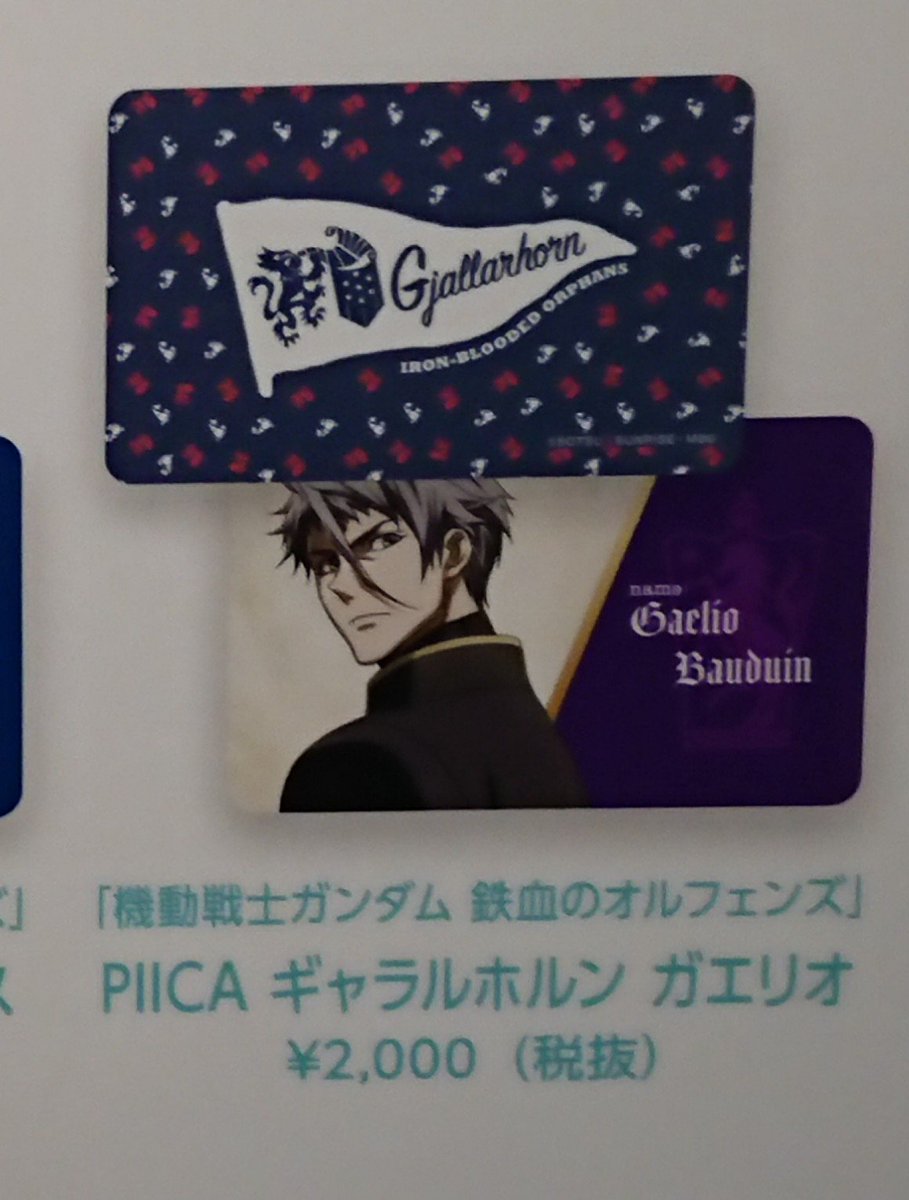 Gjallarhorn
IRON-BLOODED ORPHANS
name
Gaelio
Bauduin
ズ」
「機動戦士ガンダム 鉄血のオルフェンズ」
ス
PIICA ギャラルホルン ガエリオ
¥2,000（税抜）